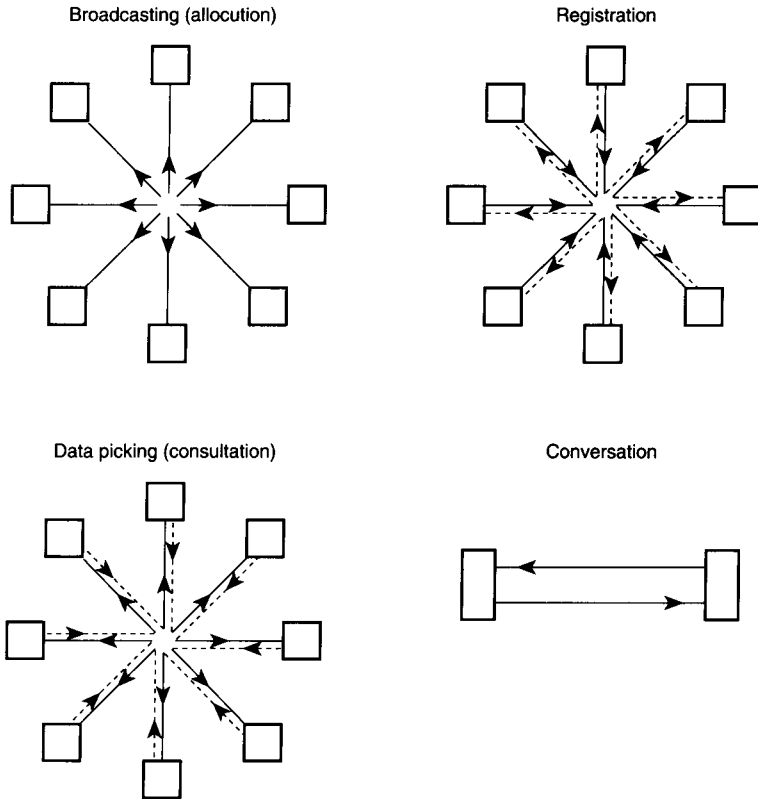 Broadcasting (allocution)
Registration
Data picking (consultation)
Conversation